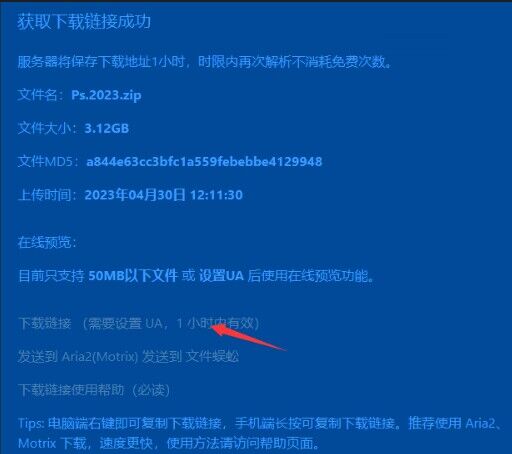 获取下载链接成功
服务器将保存下载地址1小时，时限内再次解析不消耗免费次数。
文件名：Ps.2023.zip
文件大小：3.12GB
文件MD5：a844e63cc3bfc1a559febebbe4129948
上传时间：2023年04月30日 12:11:30
在线预览：
目前只支持 50MB以下文件 或 设置UA 后使用在线预览功能。
下载链接 （需要设置 UA，1 小时内有效）
发送到 Aria2(Motrix) 发送到 文件蜈蚣
下载链接使用帮助（必读）
Tips: 电脑端右键即可复制下载链接，手机端长按可复制下载链接。推荐使用 Aria2、
Motrix 下载，速度更快，使用方法请访问帮助页面。